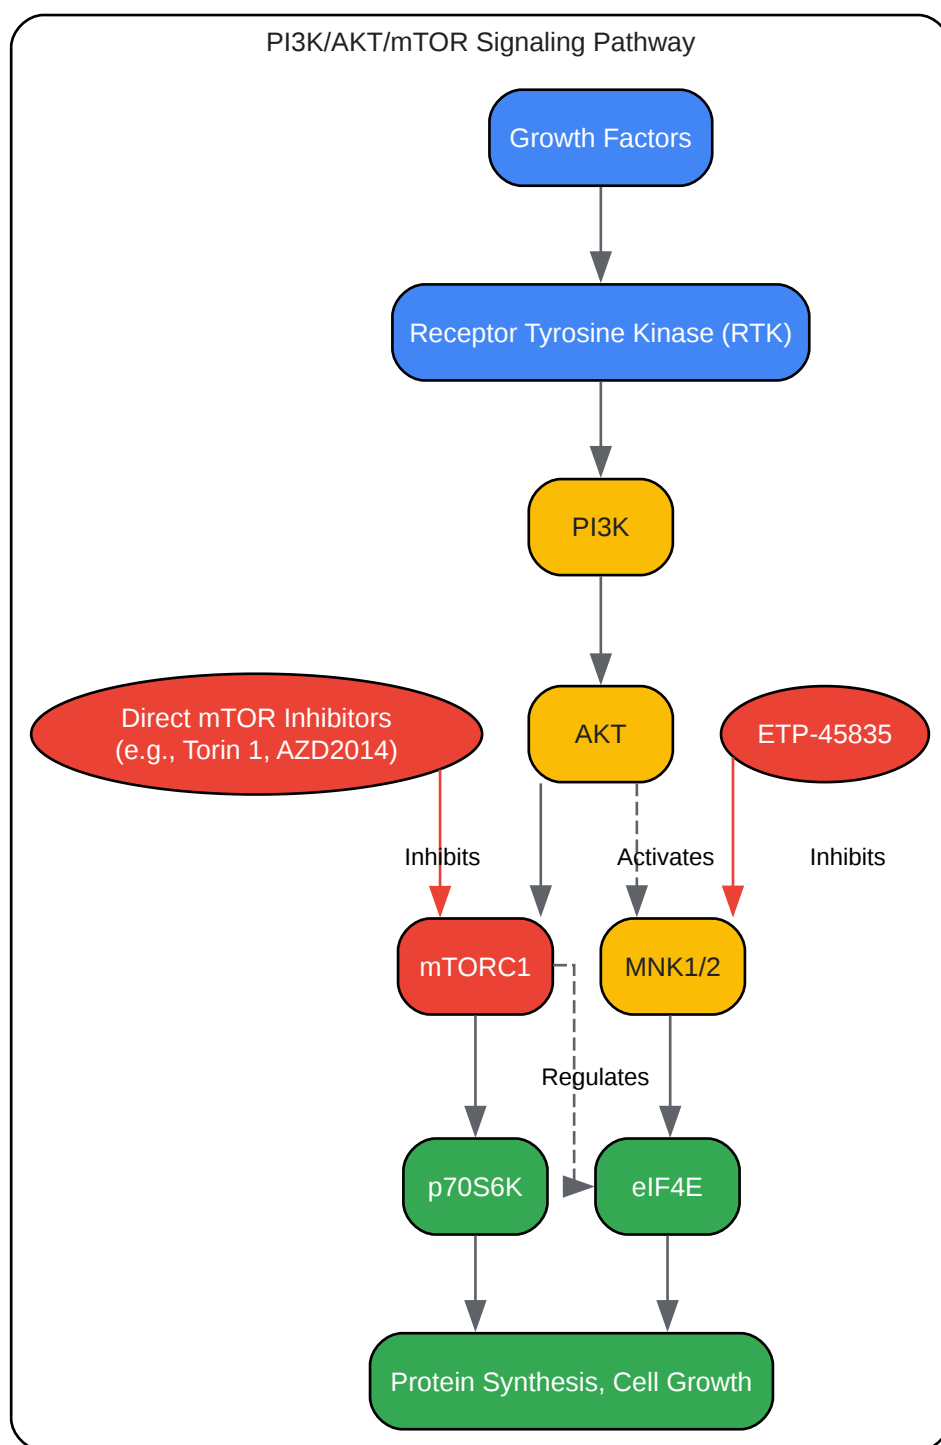 PI3K/AKT/mTOR Signaling Pathway
Growth Factors
Receptor Tyrosine Kinase (RTK)
PI3K
Direct mTOR Inhibitors
(e.g., Torin 1, AZD2014)
AKT
ETP-45835
Inhibits
Activates
Inhibits
mTORC1
MNK1/2
Regulates
p70S6K
eIF4E
Protein Synthesis, Cell Growth